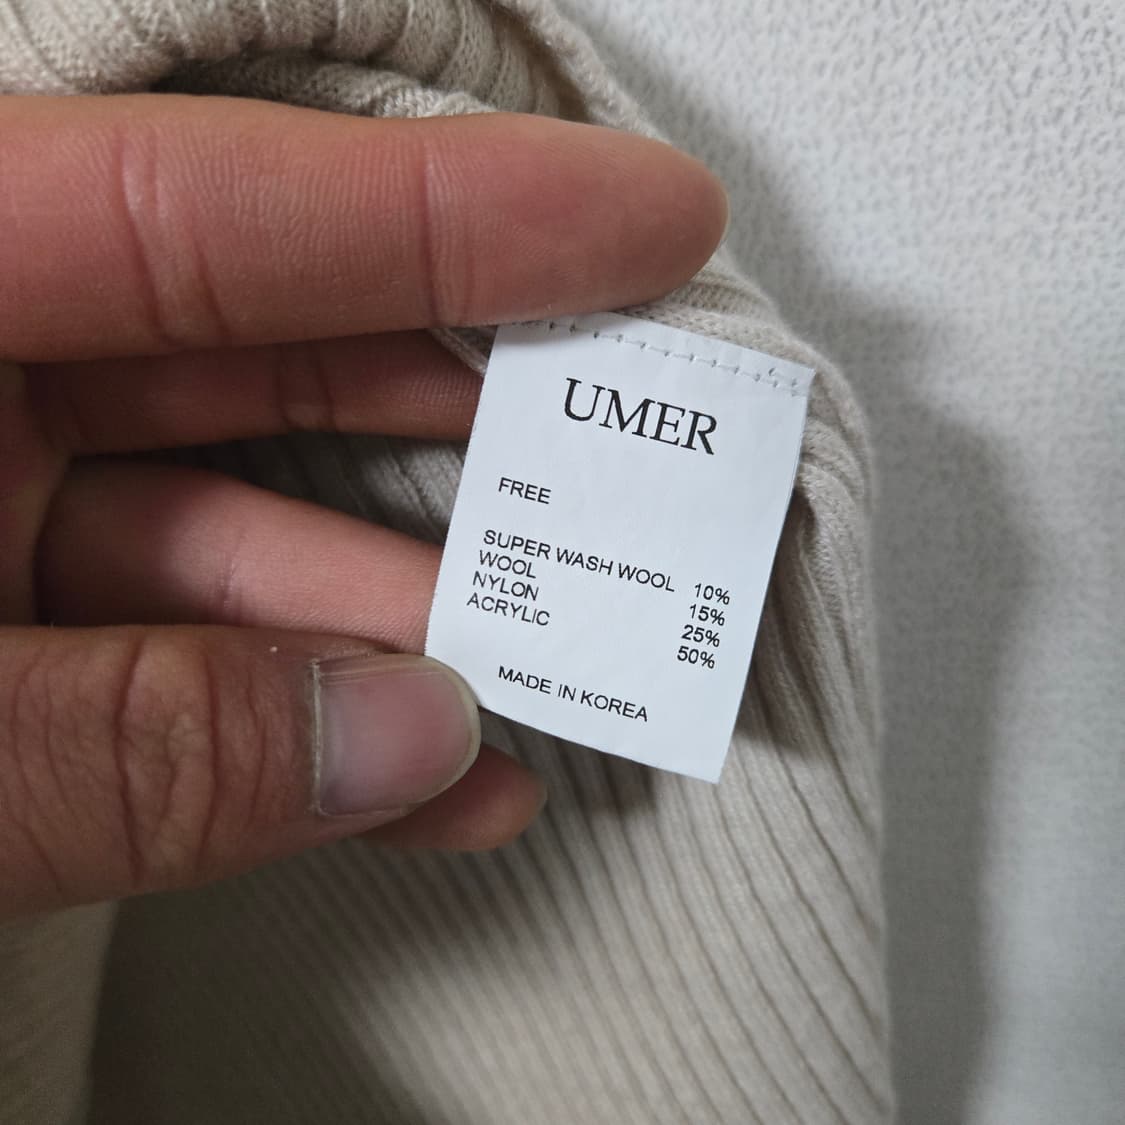 UMER
FREE
SUPER WASH WOOL 10%
WOOL 15%
NYLON 25%
ACRYLIC 50%
MADE IN KOREA